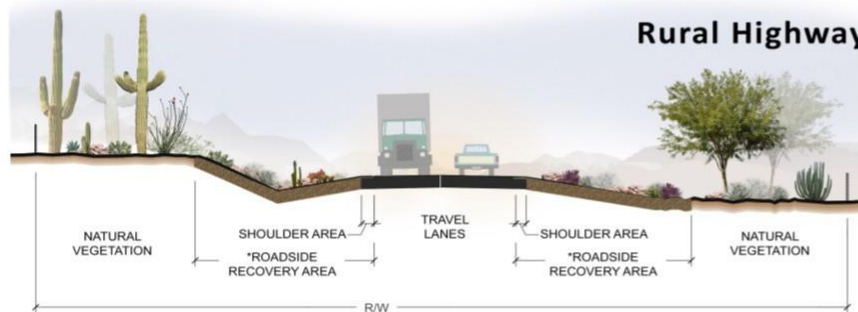 Rural Highway
NATURAL
VEGETATION
SHOULDER AREA
*ROADSIDE
RECOVERY AREA
TRAVEL
LANES
SHOULDER AREA
*ROADSIDE
RECOVERY AREA
NATURAL
VEGETATION
R/W